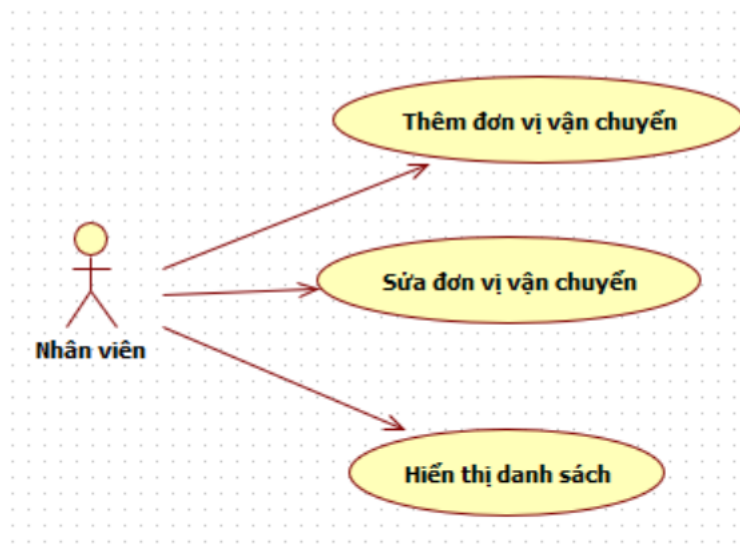 Thêm đơn vị vận chuyển
Sửa đơn vị vận chuyển
Nhân viên
Hiển thị danh sách